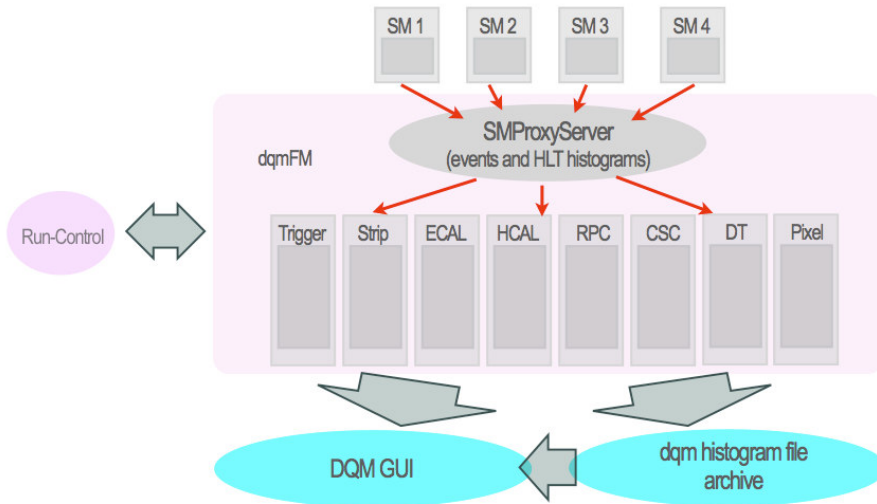 SM 1 SM 2 SM 3 SM 4
SMProxyServer
(events and HLT histograms)
dqmFM
Run-Control
Trigger Strip ECAL HCAL RPC CSC DT Pixel
DQM GUI
dqm histogram file
archive